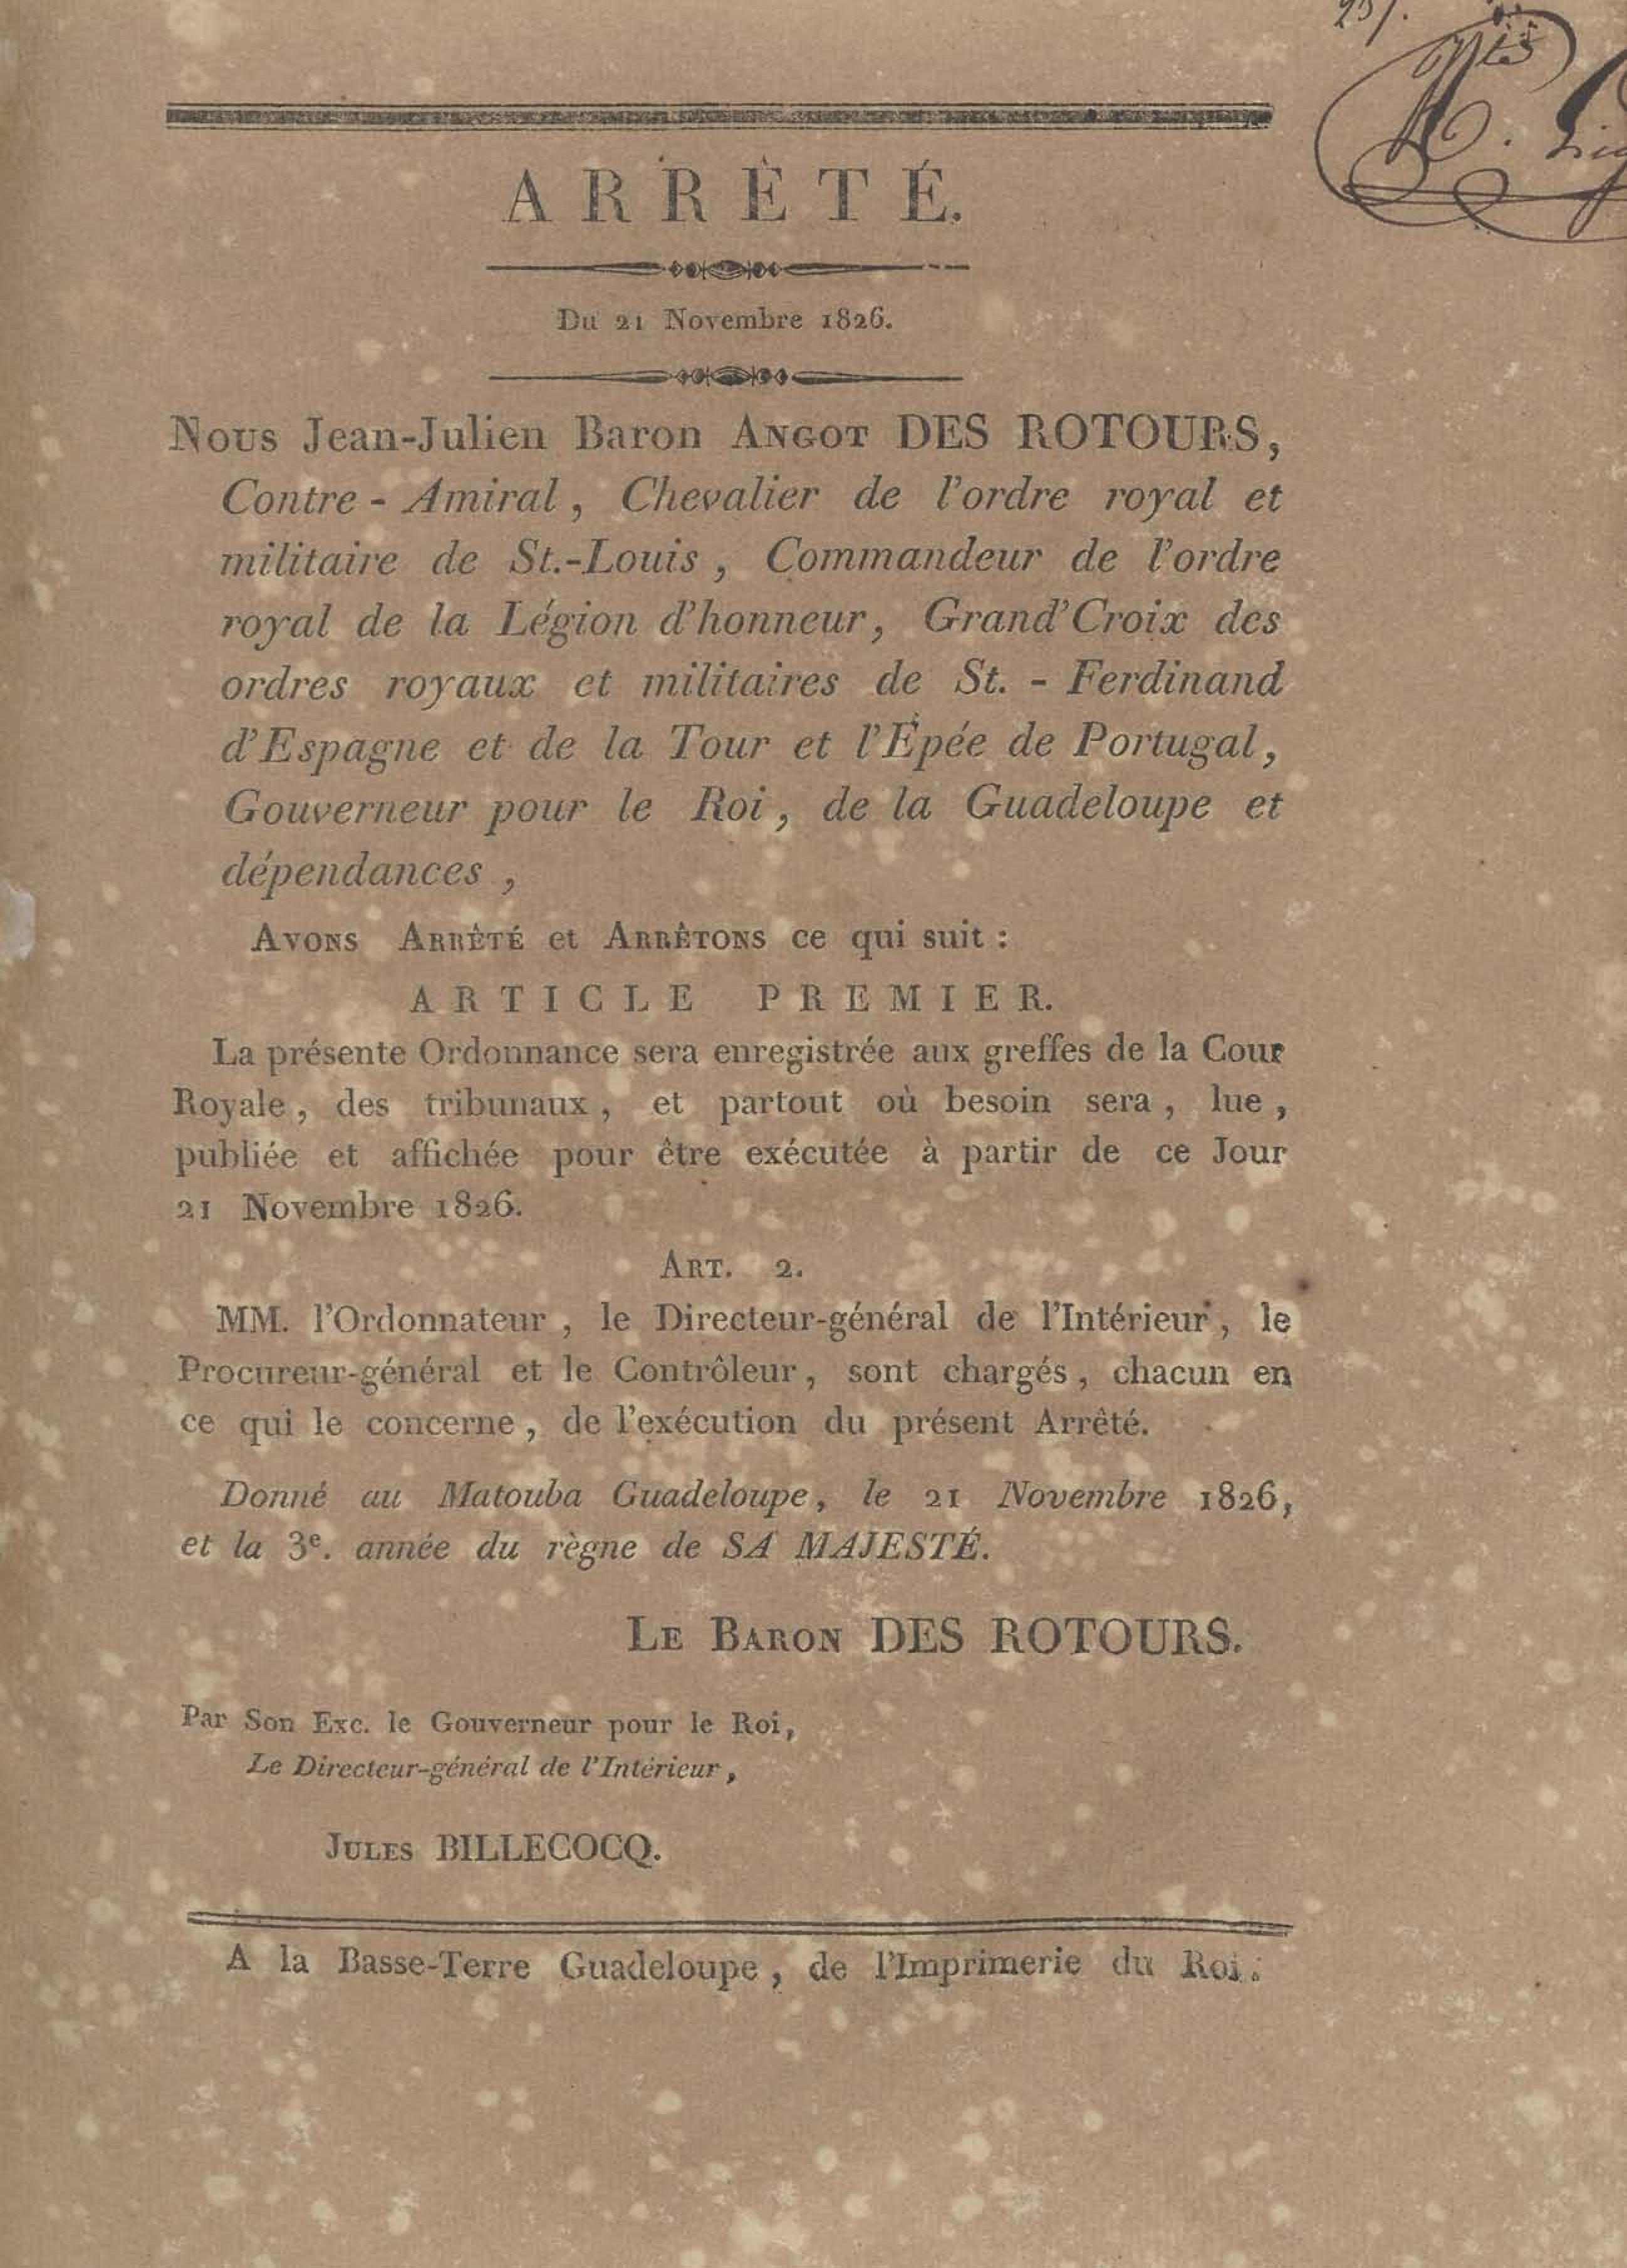 ARRÊTÉ.
Du 21 Novembre 1826.
Nous Jean-Julien Baron Angot DES ROTOURS,
Contre-Amiral, Chevalier de l'ordre royal et
militaire de St.-Louis, Commandeur de l'ordre
royal de la Légion d'honneur, Grand'Croix des
ordres royaux et militaires de St.-Ferdinand
d'Espagne et de la Tour et l'Épée de Portugal,
Gouverneur pour le Roi, de la Guadeloupe et
dépendances,
Avons Arrêté et Arrêtons ce qui suit :
ARTICLE PREMIER.
La présente Ordonnance sera enregistrée aux greffes de la Cour
Royale, des tribunaux, et partout où besoin sera, lue,
publiée et affichée pour être exécutée à partir de ce Jour
21 Novembre 1826.
Art. 2.
MM. l'Ordonnateur, le Directeur-général de l'Intérieur, le
Procureur-général et le Contrôleur, sont chargés, chacun en
ce qui le concerne, de l'exécution du présent Arrêté.
Donné au Matouba Guadeloupe, le 21 Novembre 1826,
et la 3e. année du règne de SA MAJESTÉ.
Le Baron DES ROTOURS.
Par Son Exc. le Gouverneur pour le Roi,
Le Directeur-général de l'Intérieur,
Jules BILLECOCQ.
A la Basse-Terre Guadeloupe, de l'Imprimerie du Roi.